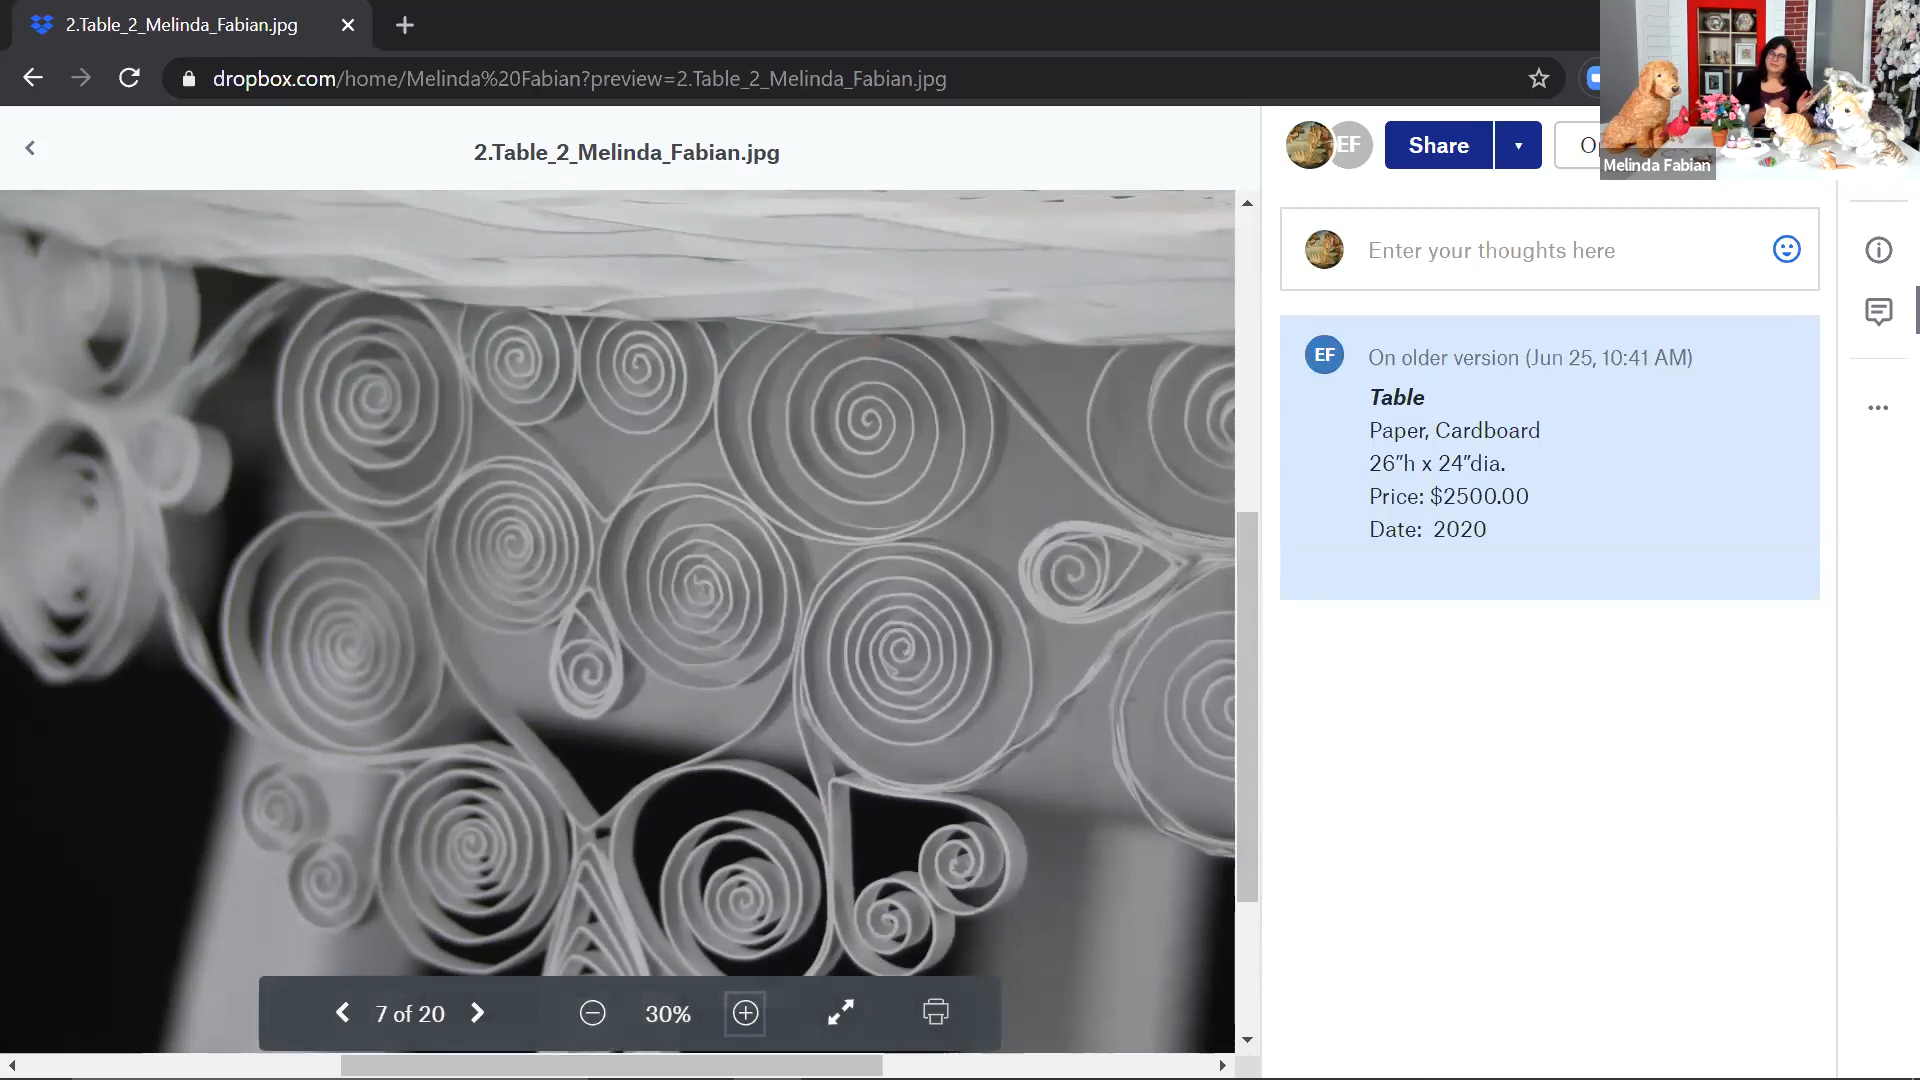 2.Table_2_Melinda_Fabian.jpg
dropbox.com/home/Melinda%20Fabian?preview=2.Table_2_Melinda_Fabian.jpg
2.Table_2_Melinda_Fabian.jpg
EF
Share
Melinda Fabian
Enter your thoughts here
EF
On older version (Jun 25, 10:41 AM)
Table
Paper, Cardboard
26”h x 24”dia.
Price: $2500.00
Date: 2020
7 of 20
30%